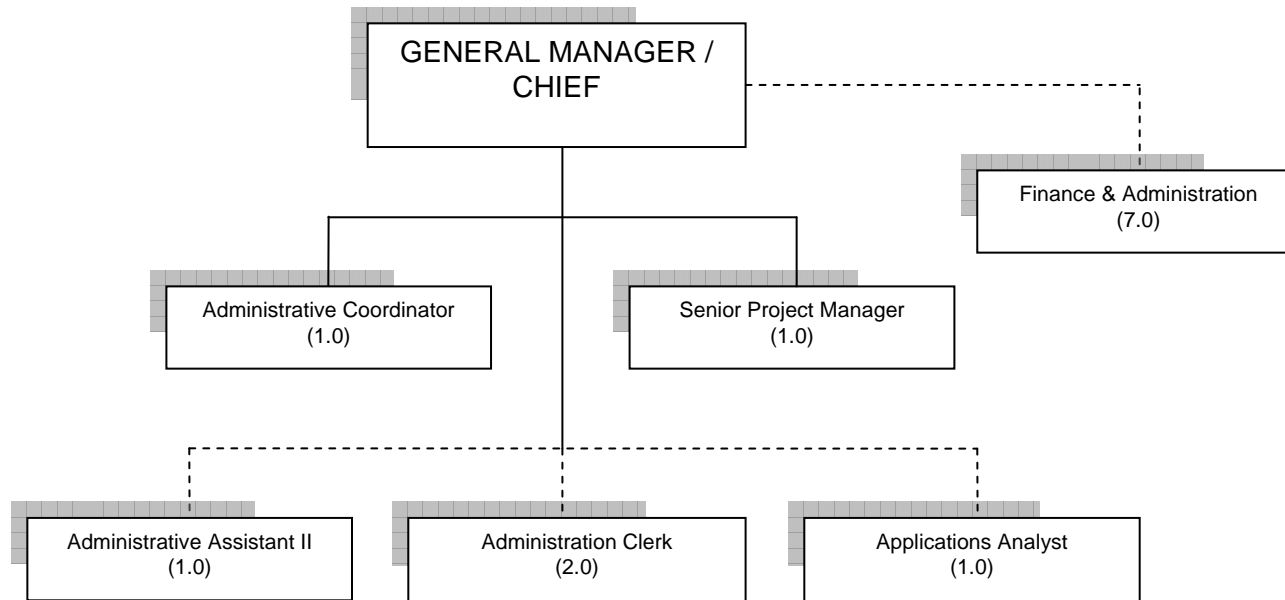 GENERAL MANAGER /
CHIEF
Finance & Administration
(7.0)
Administrative Coordinator
(1.0)
Senior Project Manager
(1.0)
Administrative Assistant II
(1.0)
Administration Clerk
(2.0)
Applications Analyst
(1.0)